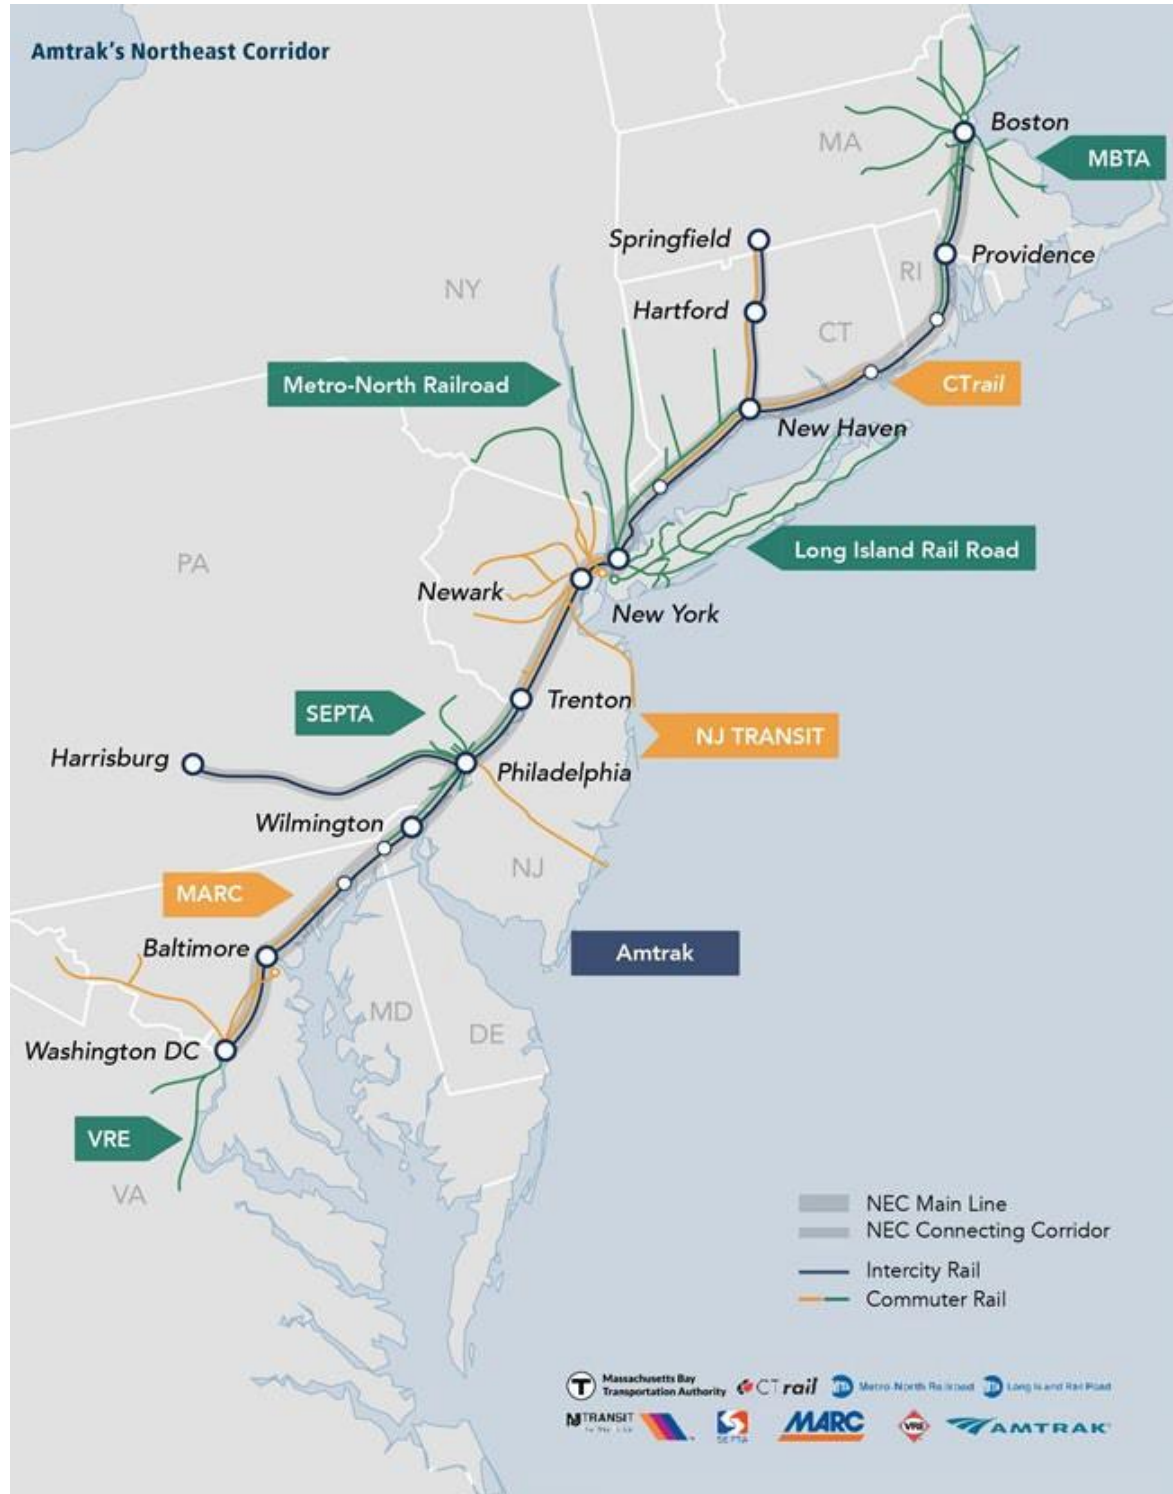 Amtrak's Northeast Corridor
Boston
MA
MBTA
Springfield
Providence
RI
NY
Hartford
CT
Metro-North Railroad
CTrail
New Haven
Long Island Rail Road
PA
Newark
New York
Trenton
SEPTA
NJ TRANSIT
Harrisburg
Philadelphia
Wilmington
NJ
MARC
Baltimore
Amtrak
MD
DE
Washington DC
VRE
VA
NEC Main Line
NEC Connecting Corridor
Intercity Rail
Commuter Rail
T
Massachusetts Bay
Transportation Authority
CTrail
Metro-North Railroad
Long Island Rail Road
NJ TRANSIT
SEPTA
MARC
VRE
AMTRAK